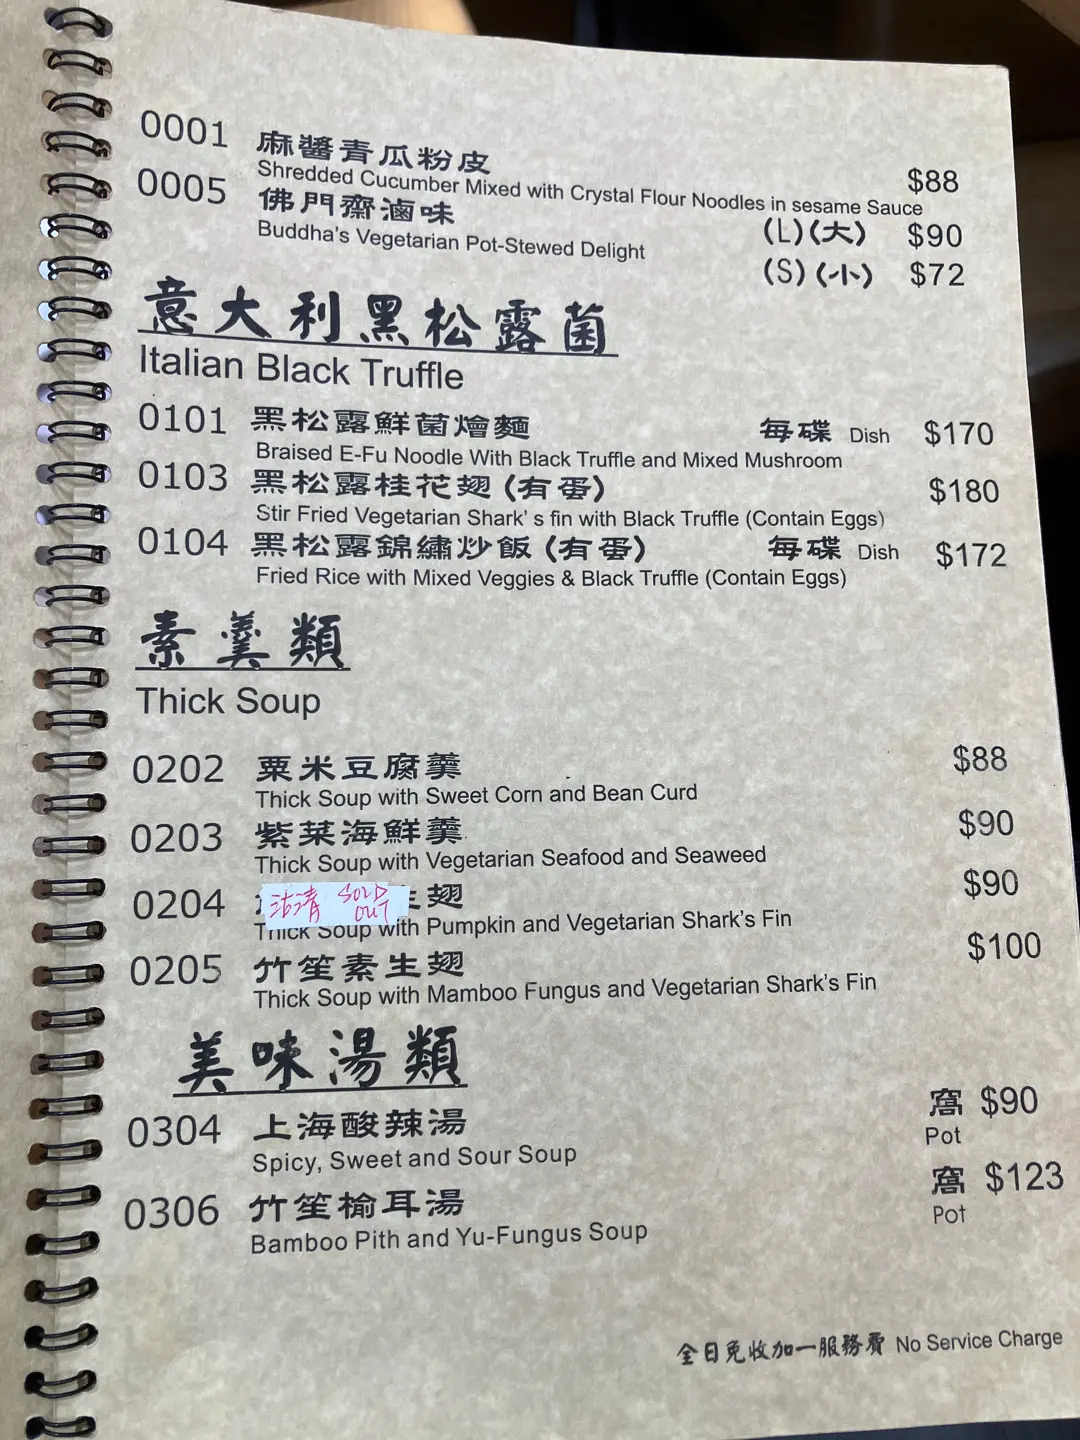 0001 麻醬青瓜粉皮 $88
Shredded Cucumber Mixed with Crystal Flour Noodles in sesame Sauce
0005 佛門齋滷味 (L)(大) $90
Buddha's Vegetarian Pot-Stewed Delight (S)(小) $72
意大利黑松露菌
Italian Black Truffle
0101 黑松露鮮菌燴麵 每碟 Dish $170
Braised E-Fu Noodle With Black Truffle and Mixed Mushroom
0103 黑松露桂花翅(有蛋) $180
Stir Fried Vegetarian Shark's fin with Black Truffle (Contain Eggs)
0104 黑松露錦繡炒飯(有蛋) 每碟 Dish $172
Fried Rice with Mixed Veggies & Black Truffle (Contain Eggs)
素羹類
Thick Soup
0202 粟米豆腐羹 $88
Thick Soup with Sweet Corn and Bean Curd
0203 紫菜海鮮羹 $90
Thick Soup with Vegetarian Seafood and Seaweed
0204 沽清 SOLD OUT 生翅 $90
Thick Soup with Pumpkin and Vegetarian Shark's Fin
0205 竹笙素生翅 $100
Thick Soup with Mamboo Fungus and Vegetarian Shark's Fin
美味湯類
0304 上海酸辣湯 窩 $90
Spicy, Sweet and Sour Soup Pot
0306 竹笙榆耳湯 窩 $123
Bamboo Pith and Yu-Fungus Soup Pot
全日免收加一服務費 No Service Charge